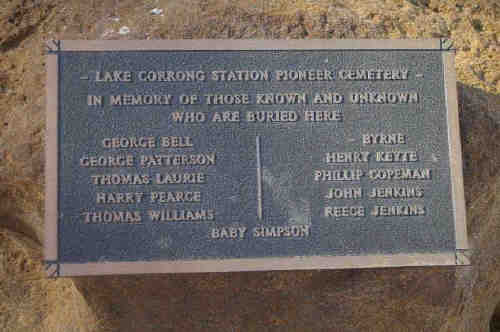 - LAKE CORRONG STATION PIONEER CEMETERY -
IN MEMORY OF THOSE KNOWN AND UNKNOWN
WHO ARE BURIED HERE
GEORGE BELL
GEORGE PATTERSON
THOMAS LAURIE
HARRY PEARCE
THOMAS WILLIAMS
- BYRNE
HENRY KEYTE
PHILLIP COPEMAN
JOHN JENKINS
REECE JENKINS
BABY SIMPSON